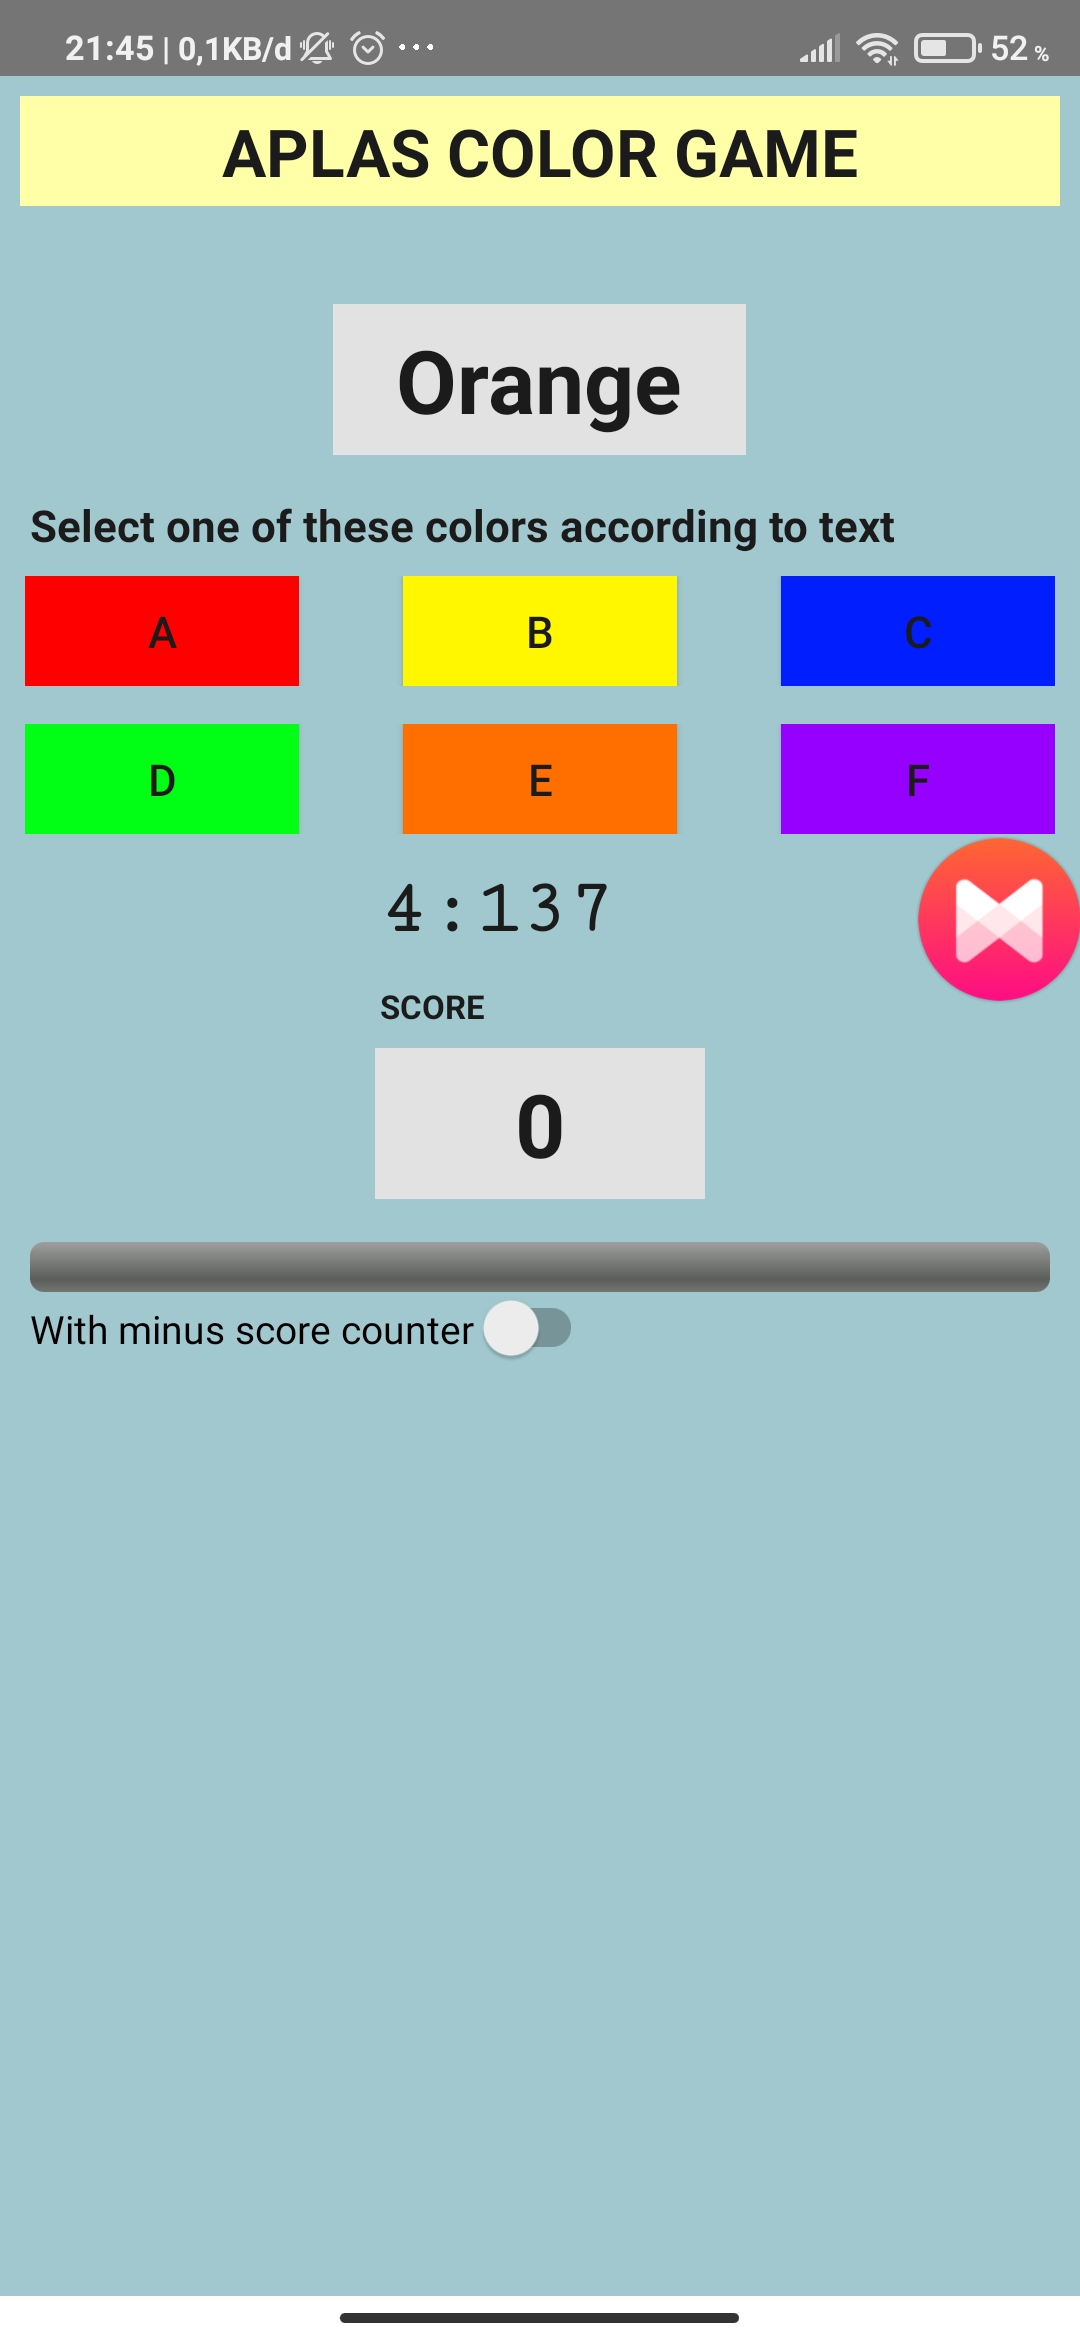 21:45 | 0,1KB/d 52 %
APLAS COLOR GAME
Orange
Select one of these colors according to text
A B C
D E F
4:137
SCORE
0
With minus score counter